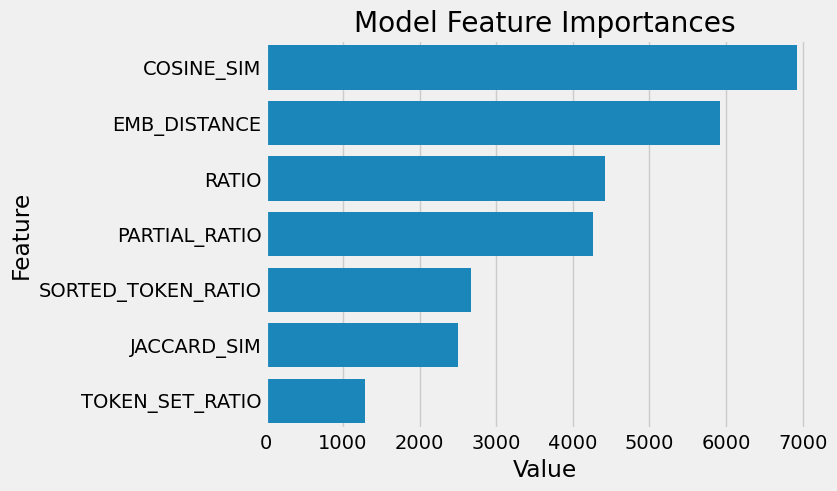 Model Feature Importances
Feature
COSINE_SIM
EMB_DISTANCE
RATIO
PARTIAL_RATIO
SORTED_TOKEN_RATIO
JACCARD_SIM
TOKEN_SET_RATIO
0 1000 2000 3000 4000 5000 6000 7000
Value